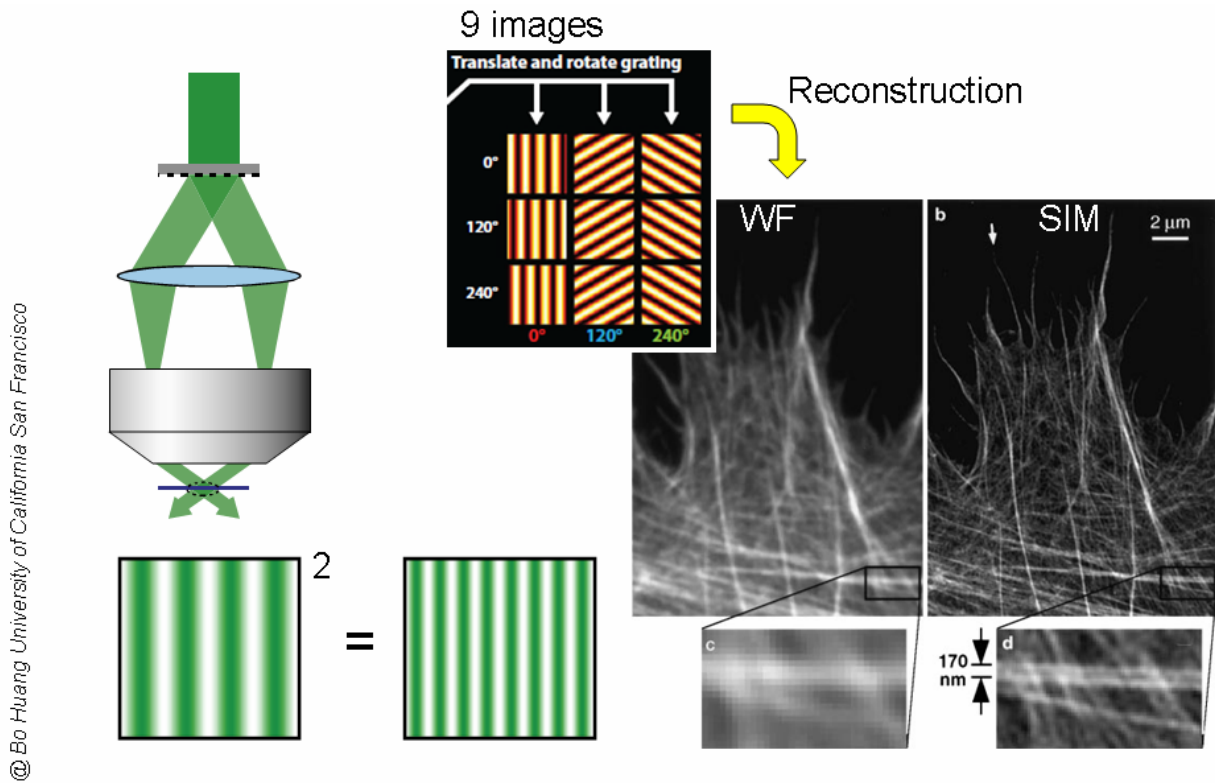 9 images
Translate and rotate grating
0°
120°
240°
0° 120° 240°
Reconstruction
WF
b SIM
2 µm
2
=
c
d
170
nm
@ Bo Huang University of California San Francisco